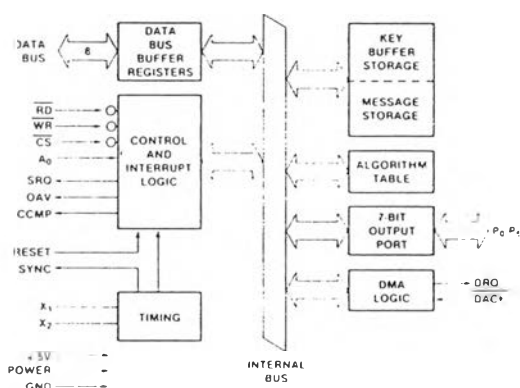 DATA
BUS
8
DATA
BUS
BUFFER
REGISTERS
KEY
BUFFER
STORAGE
MESSAGE
STORAGE
RD
WR
CS
A0
SRQ
OAV
CCMP
CONTROL
AND
INTERRUPT
LOGIC
ALGORITHM
TABLE
RESET
SYNC
7-BIT
OUTPUT
PORT
X1
X2
TIMING
DMA
LOGIC
DRQ
+5V
POWER
GND
INTERNAL
BUS